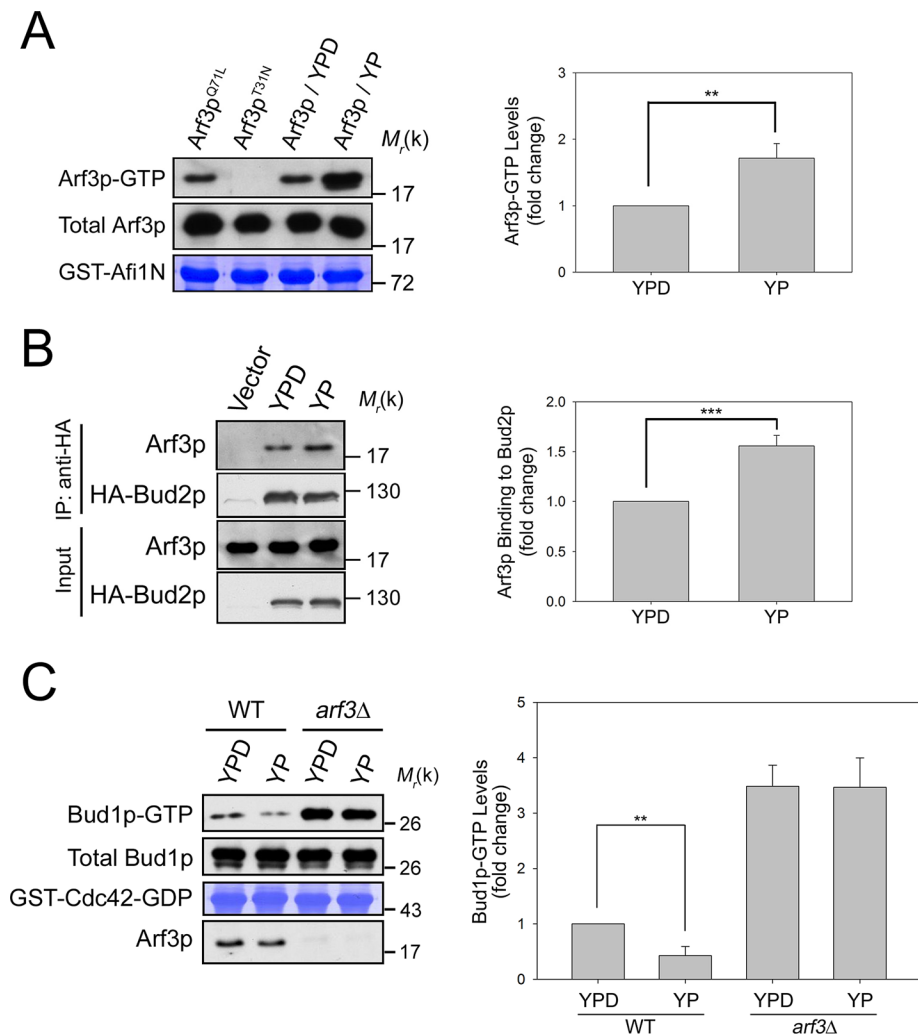 A
Arf3pQ71L
Arf3pT31N
Arf3p / YPD
Arf3p / YP
Mr(k)
Arf3p-GTP
17
Total Arf3p
17
GST-Afi1N
72
Arf3p-GTP Levels
(fold change)
3
2
1
0
**
YPD
YP
B
Vector
YPD
YP
Mr(k)
IP: anti-HA
Arf3p
17
HA-Bud2p
130
Input
Arf3p
17
HA-Bud2p
130
Arf3p Binding to Bud2p
(fold change)
2.0
1.5
1.0
0.5
0.0
***
YPD
YP
C
WT
arf3Δ
YPD
YP
YPD
YP
Mr(k)
Bud1p-GTP
26
Total Bud1p
26
GST-Cdc42-GDP
43
Arf3p
17
Bud1p-GTP Levels
(fold change)
5
4
3
2
1
0
**
YPD
YP
YPD
YP
WT
arf3Δ